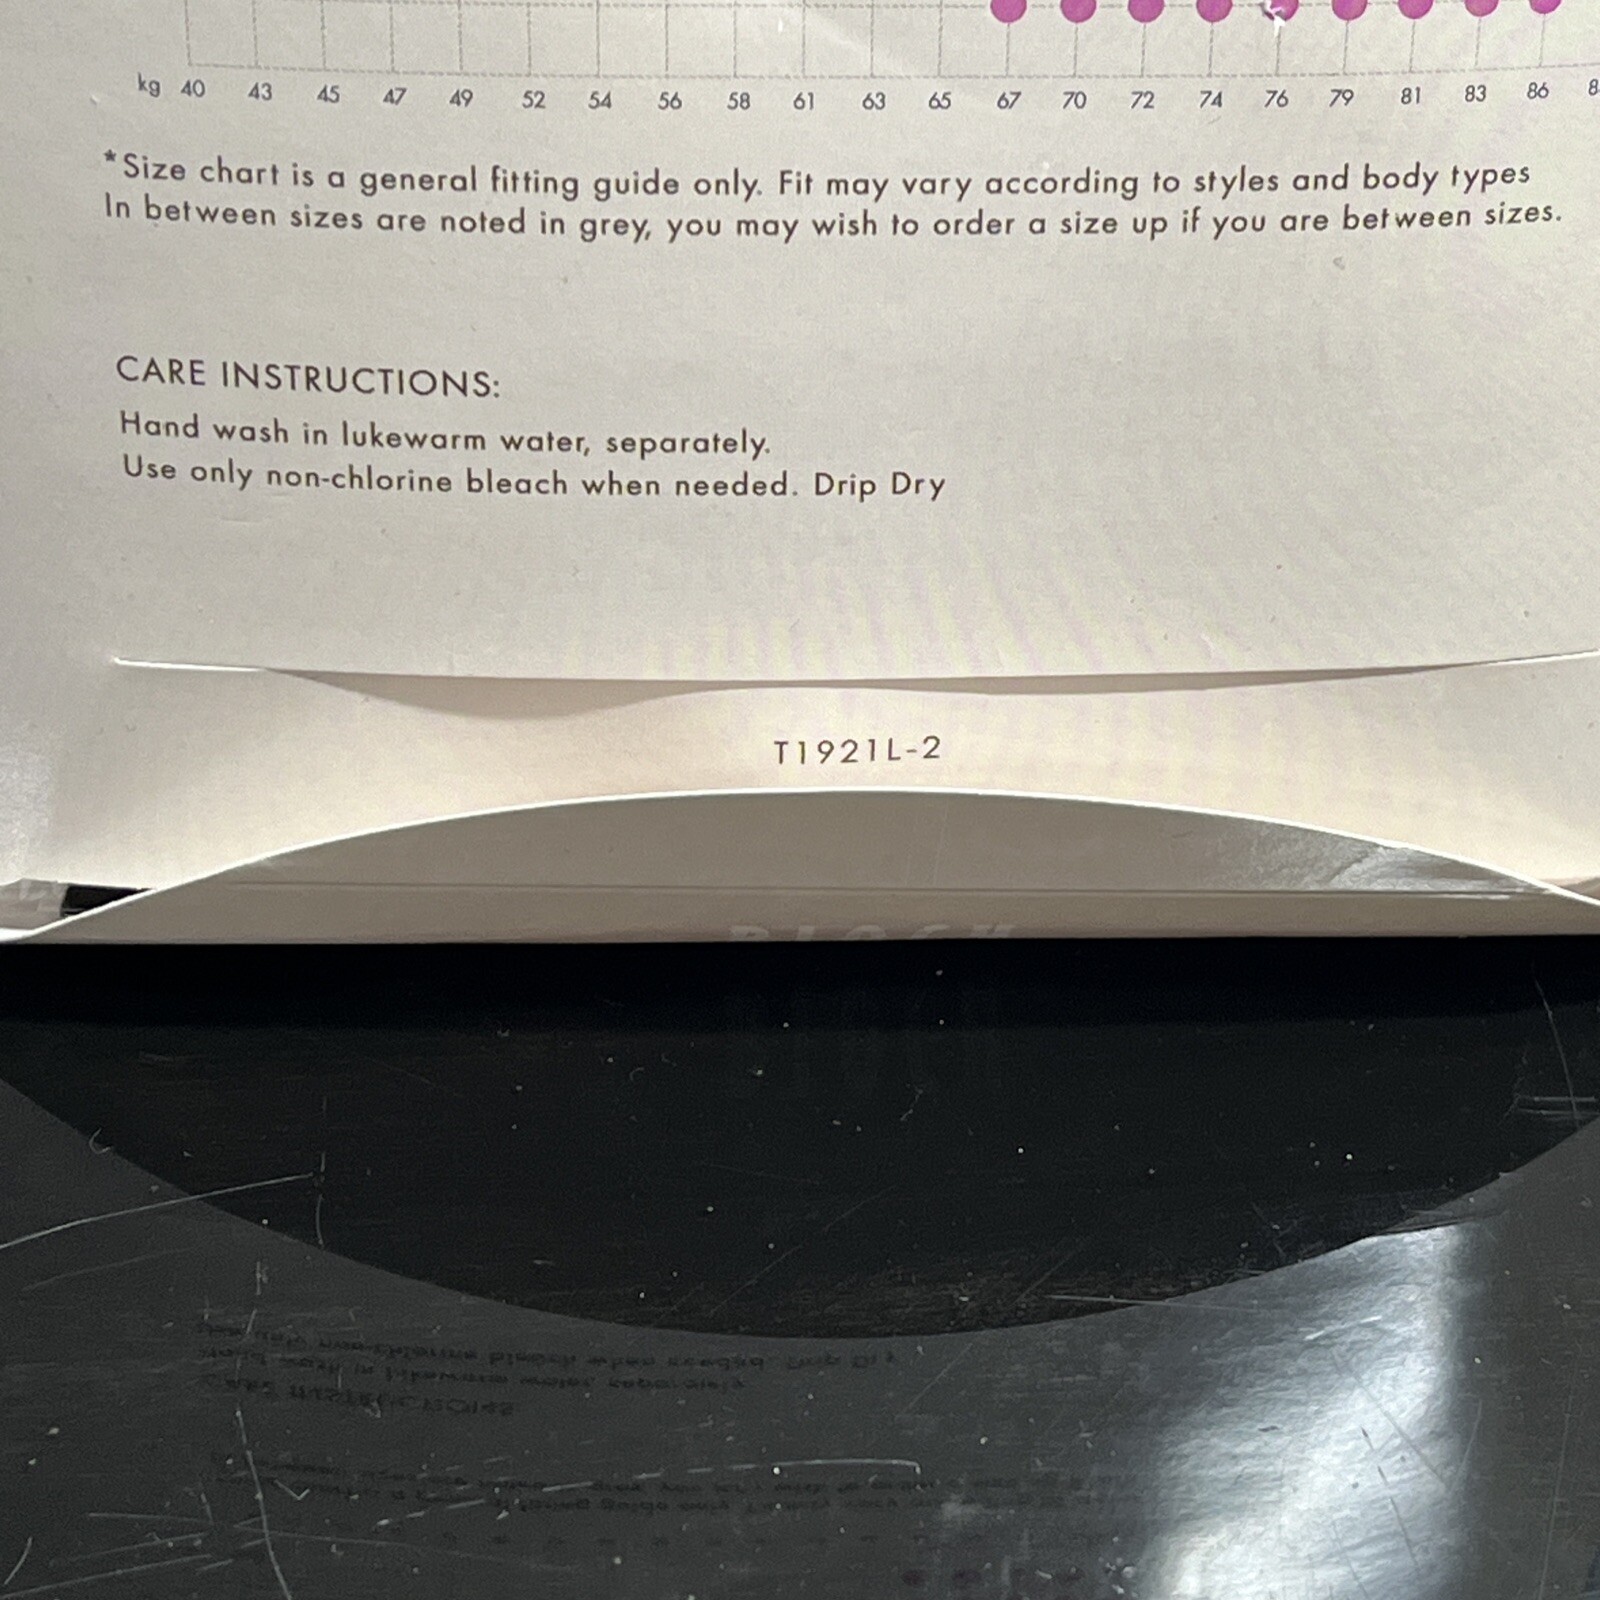 kg 40 43 45 47 49 52 54 56 58 61 63 65 67 70 72 74 76 79 81 83 86
*Size chart is a general fitting guide only. Fit may vary according to styles and body types
In between sizes are noted in grey, you may wish to order a size up if you are between sizes.
CARE INSTRUCTIONS:
Hand wash in lukewarm water, separately.
Use only non-chlorine bleach when needed. Drip Dry
T1921L-2